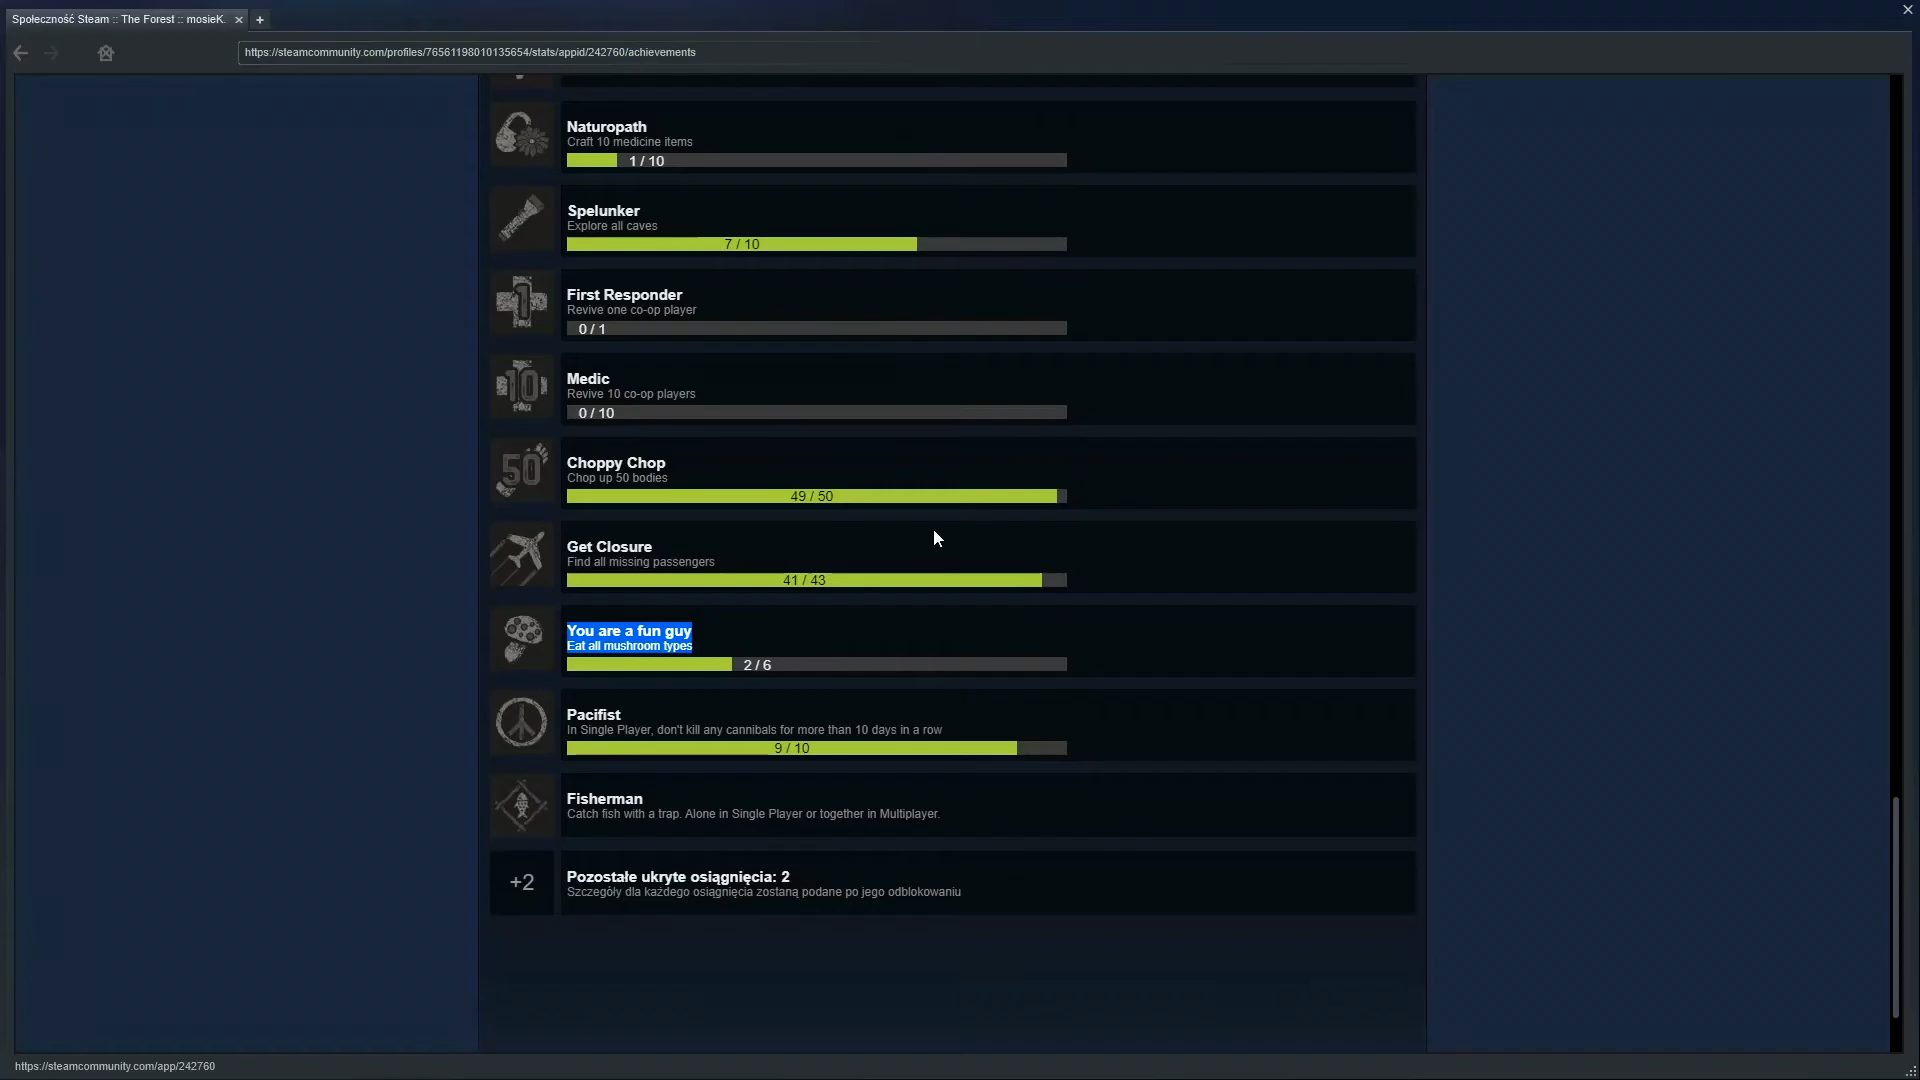 Społeczność Steam :: The Forest :: mosieK.
https://steamcommunity.com/profiles/76561198010135654/stats/appid/242760/achievements
Naturopath
Craft 10 medicine items
1 / 10
Spelunker
Explore all caves
7 / 10
1
First Responder
Revive one co-op player
0 / 1
10
Medic
Revive 10 co-op players
0 / 10
50
Choppy Chop
Chop up 50 bodies
49 / 50
Get Closure
Find all missing passengers
41 / 43
You are a fun guy
Eat all mushroom types
2 / 6
Pacifist
In Single Player, don't kill any cannibals for more than 10 days in a row
9 / 10
Fisherman
Catch fish with a trap. Alone in Single Player or together in Multiplayer.
+2
Pozostałe ukryte osiągnięcia: 2
Szczegóły dla każdego osiągnięcia zostaną podane po jego odblokowaniu
https://steamcommunity.com/app/242760